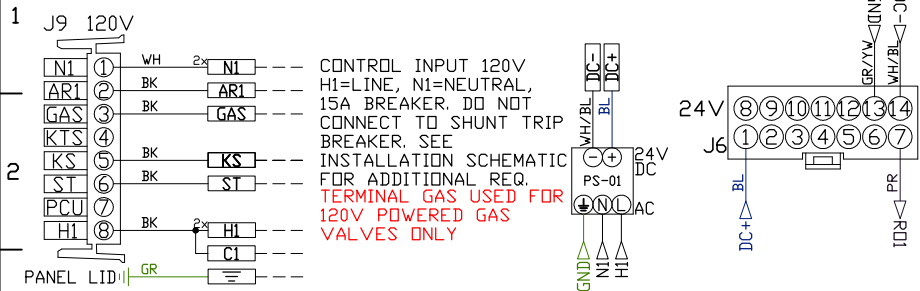 1
2
J9 120V
N1 1 WH 2x N1
AR1 2 BK AR1
GAS 3 BK GAS
KTS 4
KS 5 BK KS
ST 6 BK ST
PCU 7
H1 8 BK 2x H1
C1
PANEL LID GR
CONTROL INPUT 120V
H1=LINE, N1=NEUTRAL,
15A BREAKER. DO NOT
CONNECT TO SHUNT TRIP
BREAKER. SEE
INSTALLATION SCHEMATIC
FOR ADDITIONAL REQ.
TERMINAL GAS USED FOR
120V POWERED GAS
VALVES ONLY
DC- DC+
WH/BL BL
- + 24V
DC
PS-01
N L AC
GND N1 H1
GND DC-
GR/YW WH/BL
24V 8 9 10 11 12 13 14
J6 1 2 3 4 5 6 7
BL PR
DC+ RO1